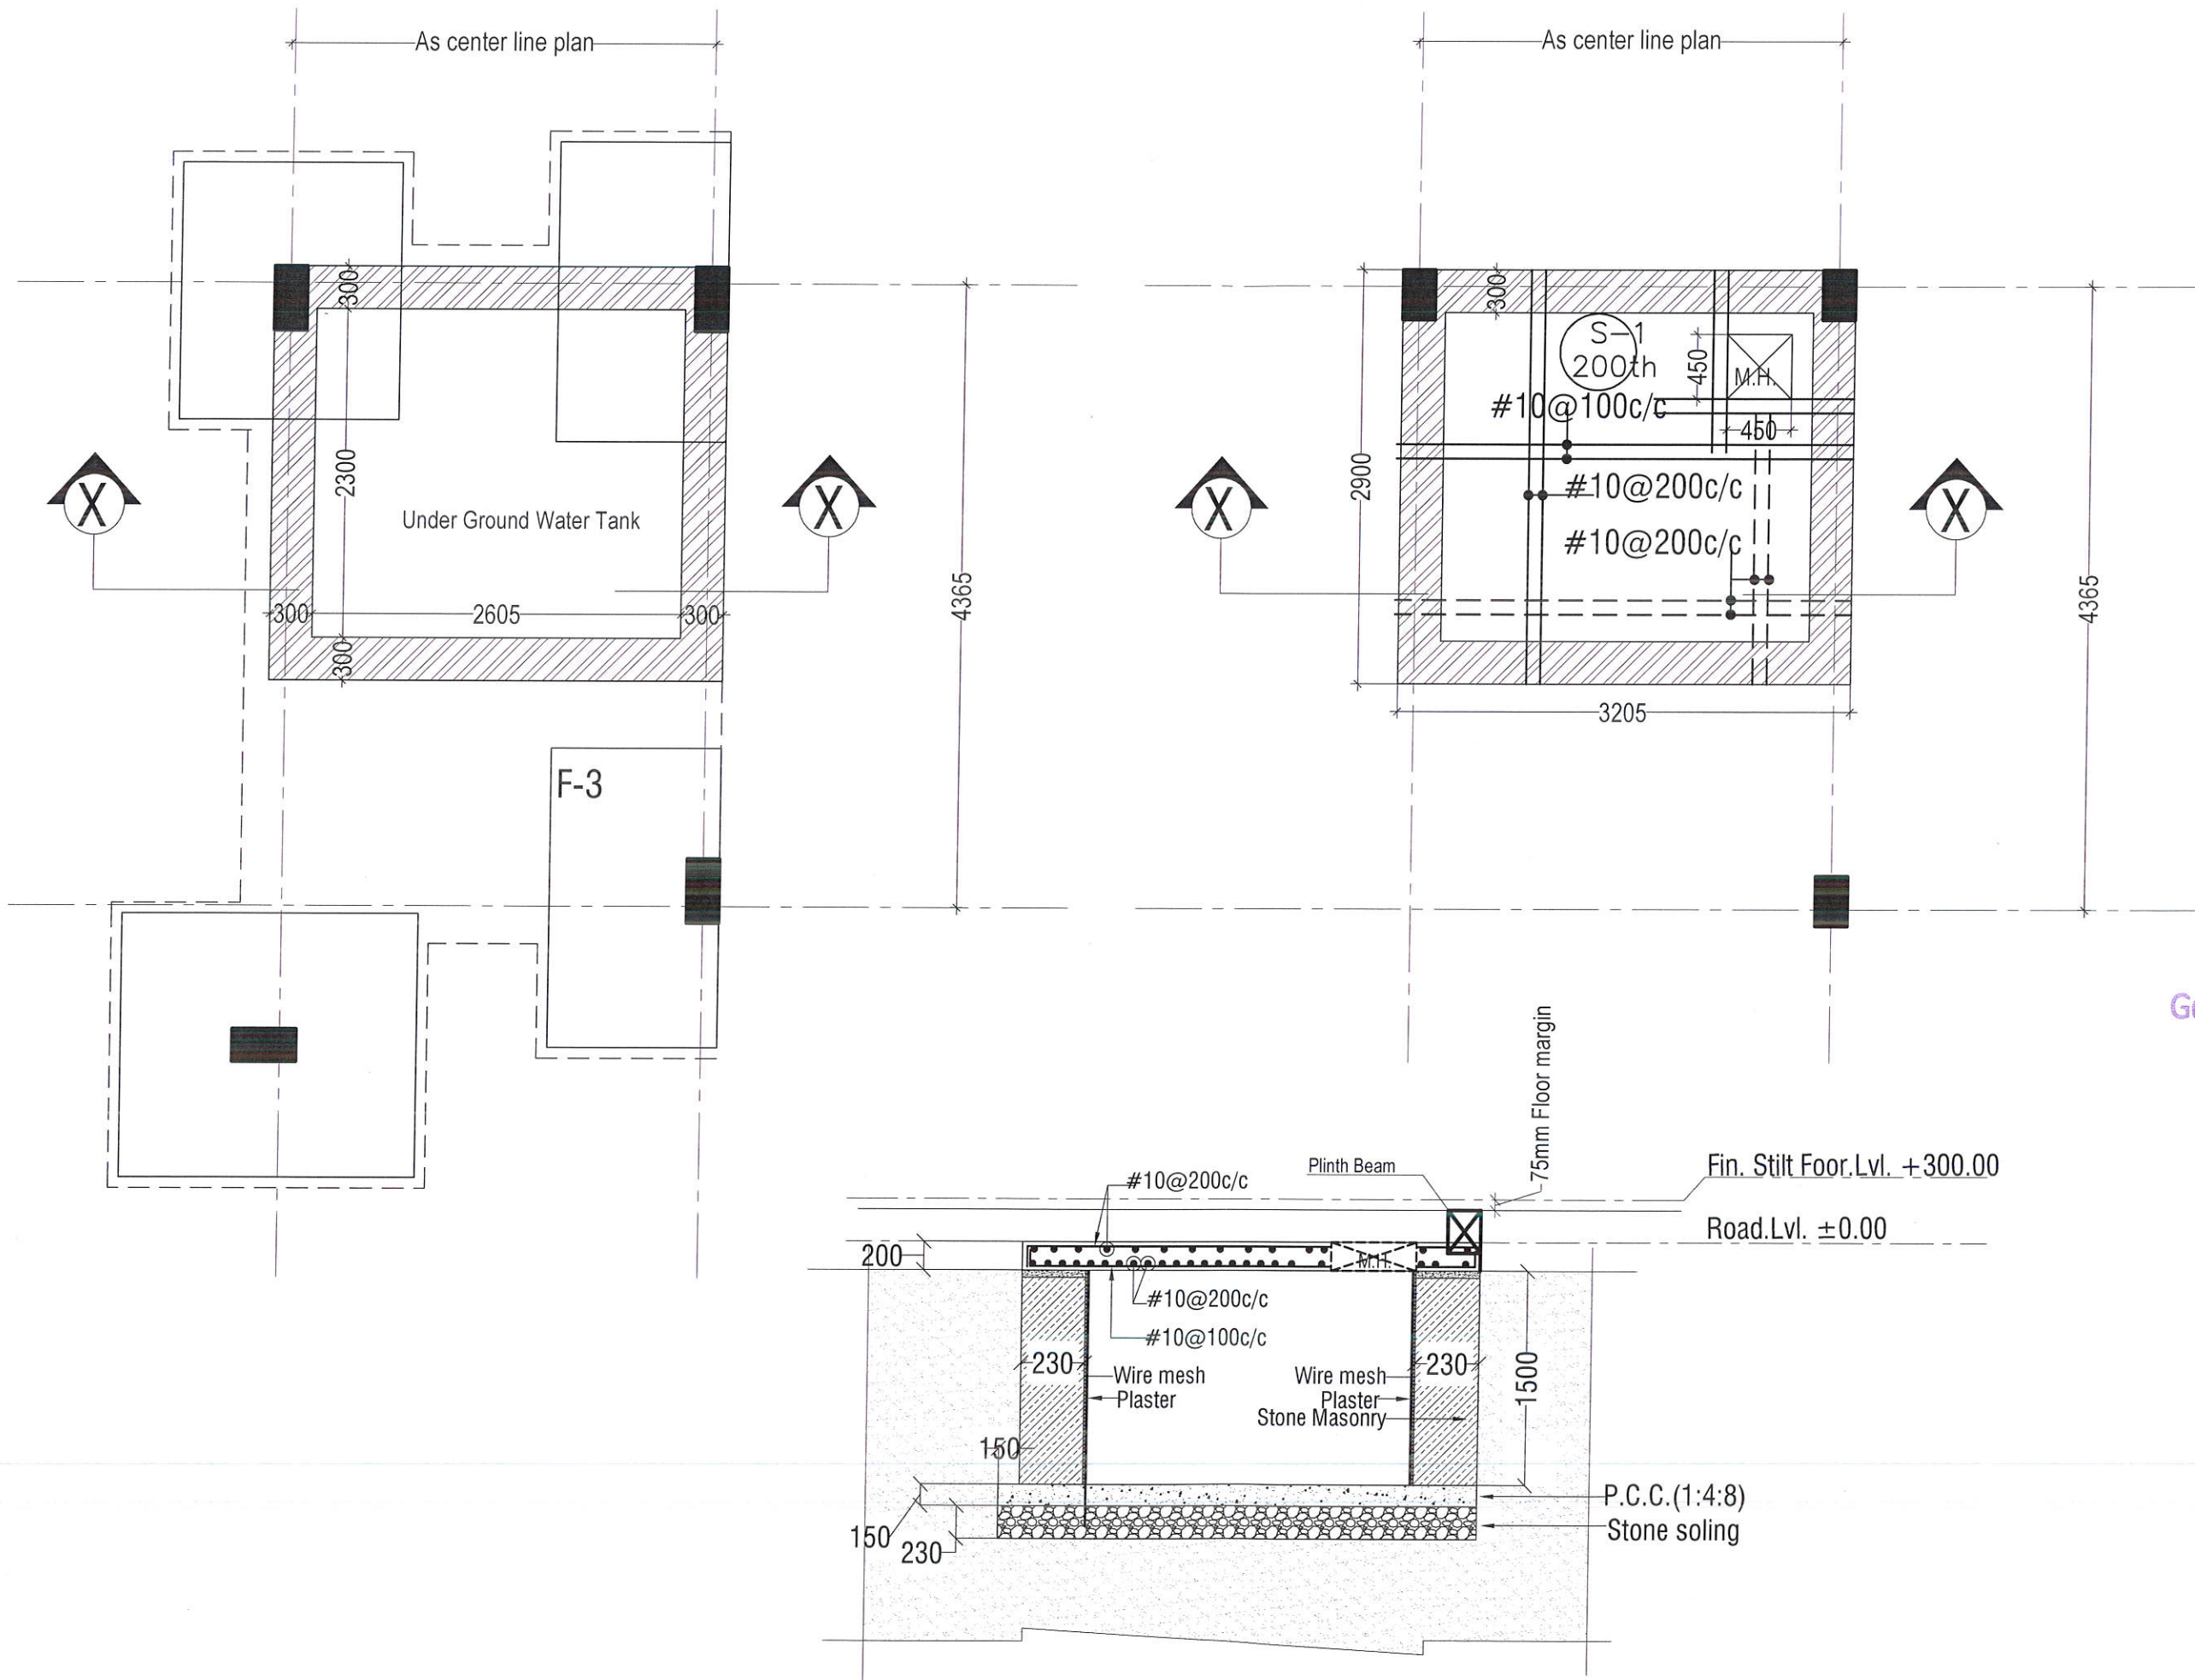 As center line plan
300
2300
Under Ground Water Tank
300
2605
300
300
X
X
4365
F-3
As center line plan
300
S-1
200th
450
M.H.
#10@100c/c
450
2900
#10@200c/c
#10@200c/c
X
X
3205
4365
75mm Floor margin
Plinth Beam
Fin. Stilt Foor.Lvl. +300.00
#10@200c/c
Road.Lvl. ±0.00
200
M.H.
#10@200c/c
#10@100c/c
230
230
1500
Wire mesh
Plaster
Wire mesh
Plaster
Stone Masonry
150
P.C.C.(1:4:8)
Stone soling
150
230